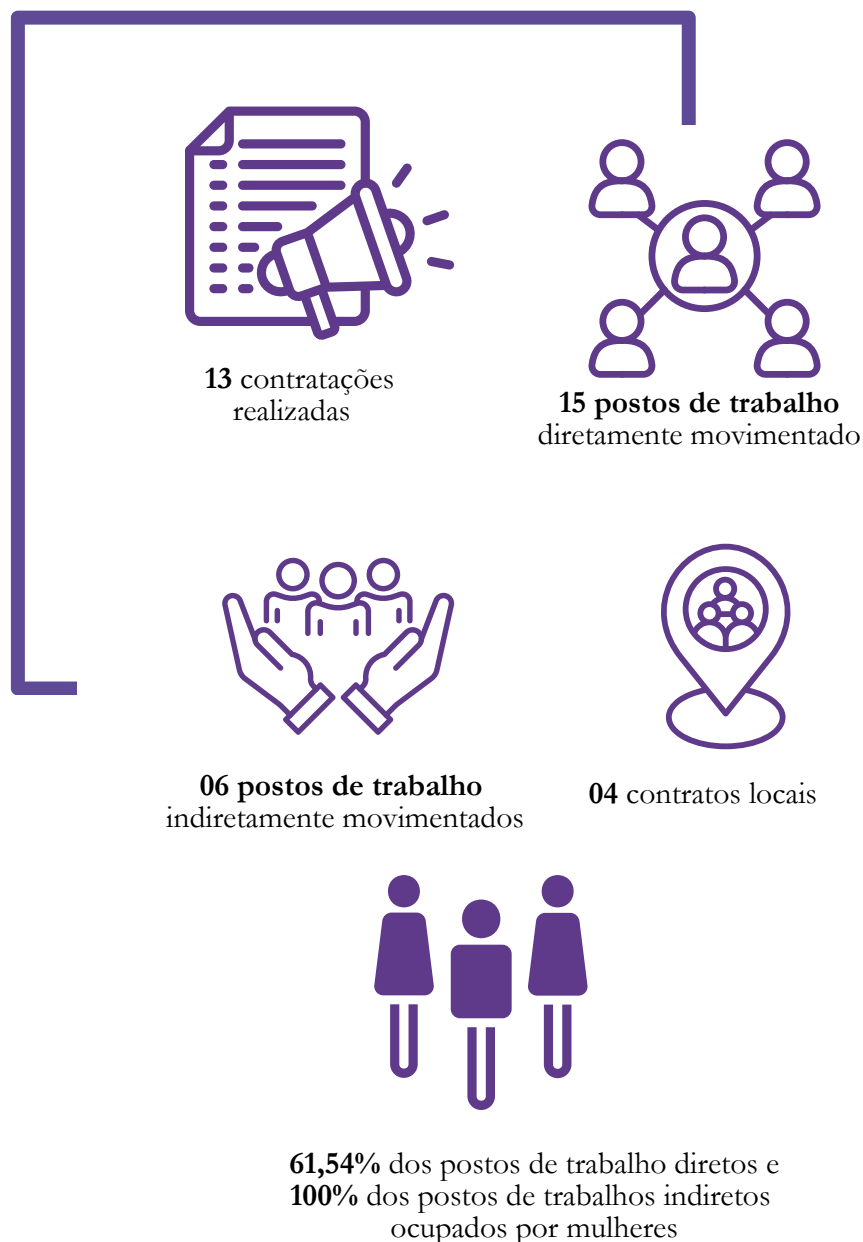 13 contratações
realizadas
15 postos de trabalho
diretamente movimentado
06 postos de trabalho
indiretamente movimentados
04 contratos locais
61,54% dos postos de trabalho diretos e
100% dos postos de trabalhos indiretos
ocupados por mulheres